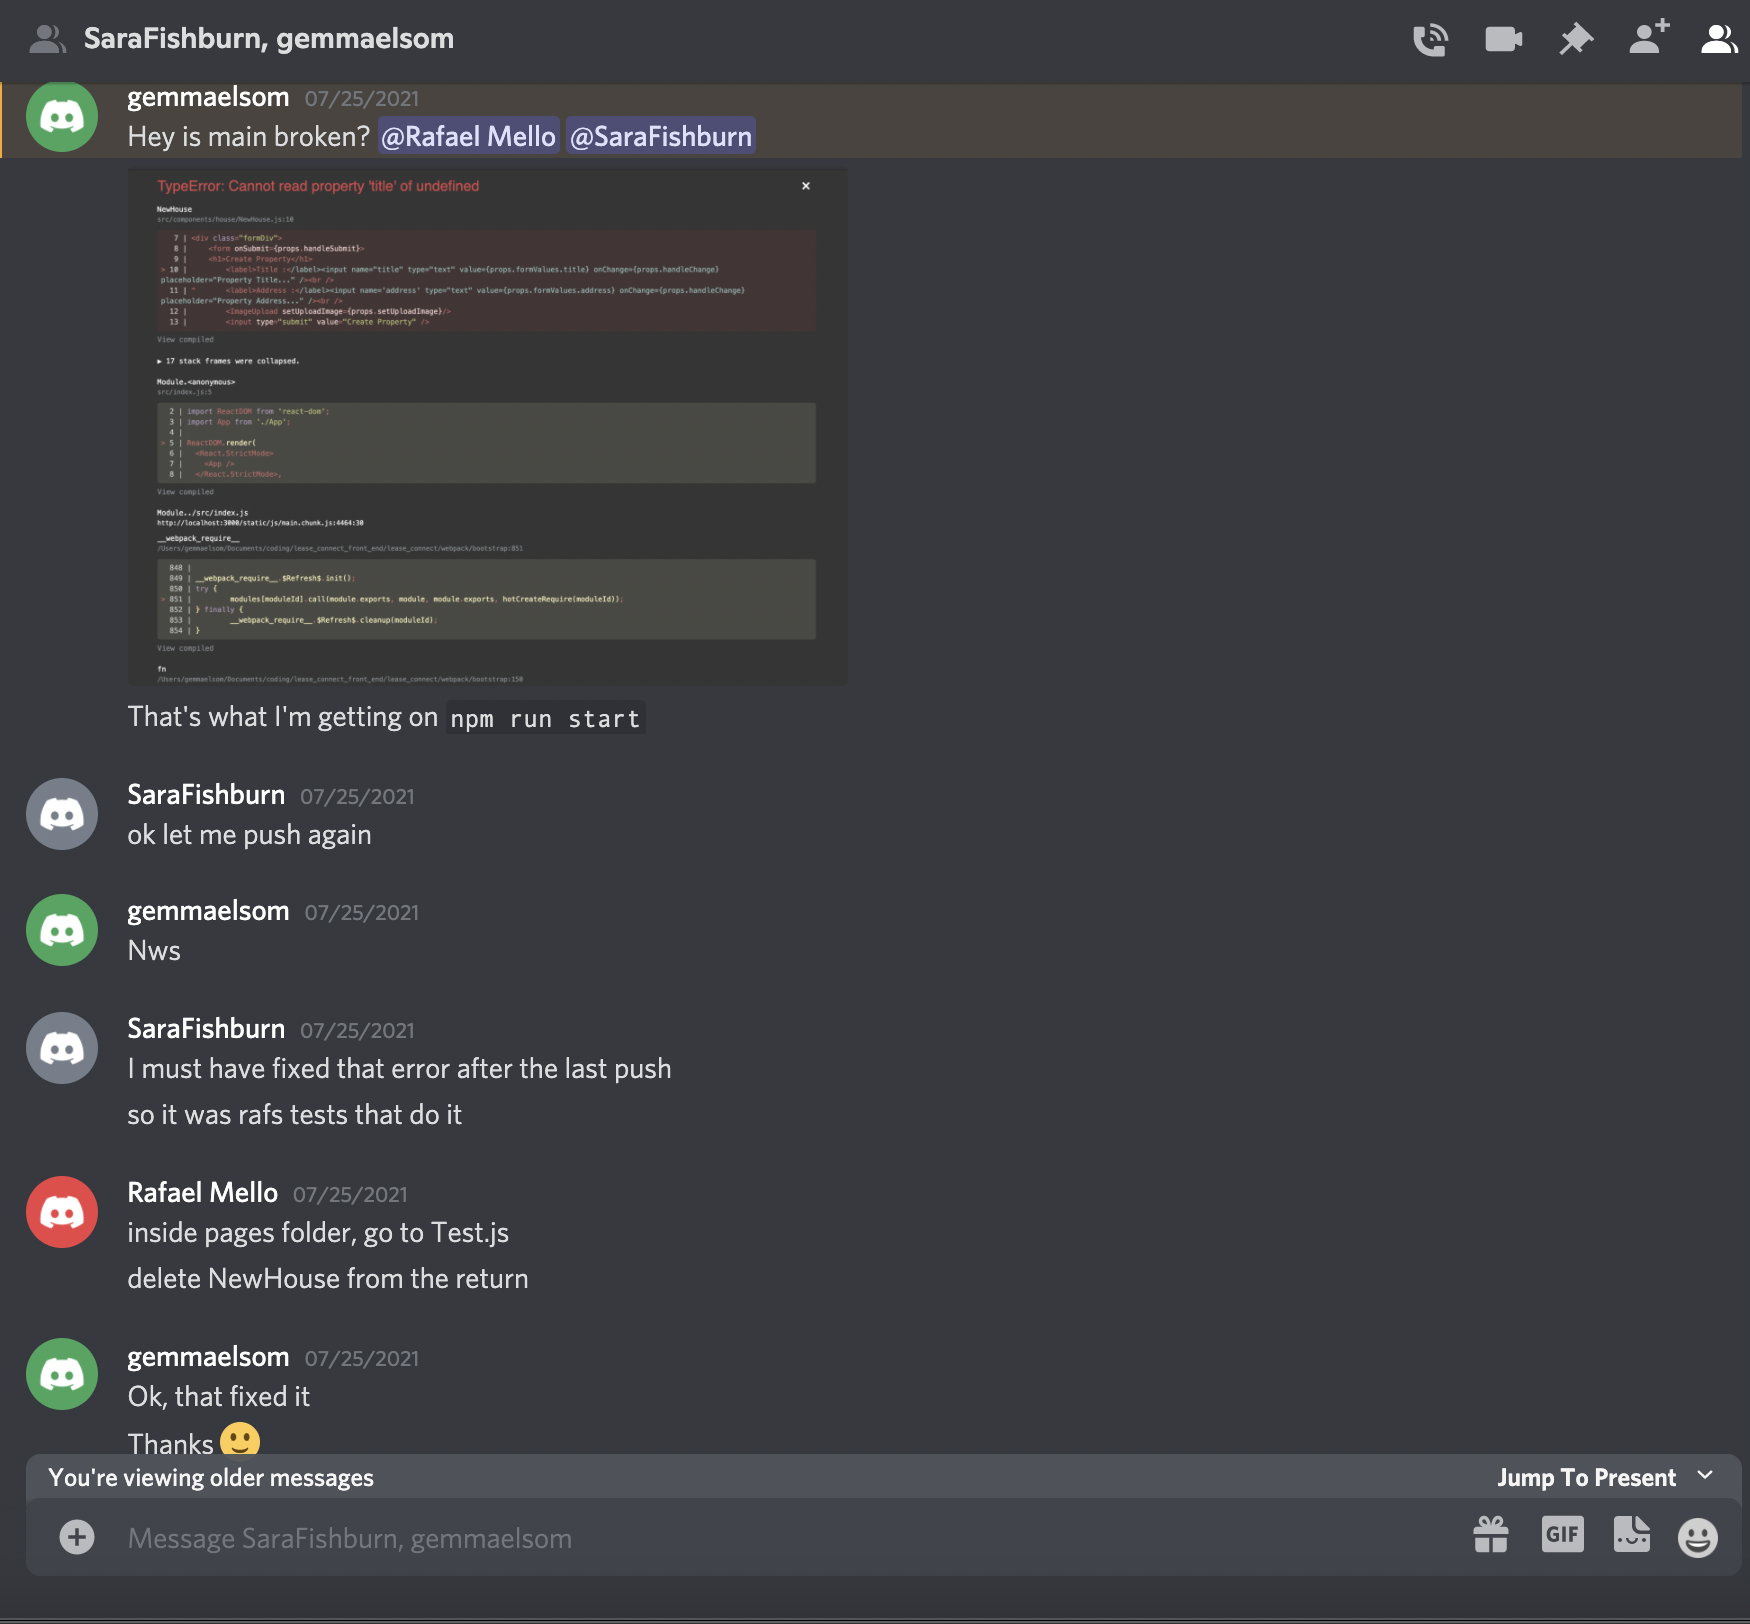 SaraFishburn, gemmaelsom
gemmaelsom 07/25/2021
Hey is main broken? @Rafael Mello @SaraFishburn
TypeError: Cannot read property 'title' of undefined
NewHouse
src/components/house/NewHouse.js:10
7 | <div class="formDiv">
8 | <form onSubmit={props.handleSubmit}>
9 | <h1>Create Property</h1>
> 10 | <label>Title :</label><input name="title" type="text" value={props.formValues.title} onChange={props.handleChange}
placeholder="Property Title..." /><br />
11 | ^ <label>Address :</label><input name='address' type="text" value={props.formValues.address} onChange={props.handleChange}
placeholder="Property Address..." /><br />
12 | <ImageUpload setUploadImage={props.setUploadImage}/>
13 | <input type="submit" value="Create Property" />
View compiled
▶ 17 stack frames were collapsed.
Module.<anonymous>
src/index.js:5
2 | import ReactDOM from 'react-dom';
3 | import App from './App';
4 |
> 5 | ReactDOM.render(
6 | <React.StrictMode>
7 | <App />
8 | </React.StrictMode>,
View compiled
Module../src/index.js
http://localhost:3000/static/js/main.chunk.js:4464:30
__webpack_require__
/Users/gemmaelsom/Documents/coding/lease_connect_front_end/lease_connect/webpack/bootstrap:851
848 |
849 | __webpack_require__.$Refresh$.init();
850 | try {
> 851 | modules[moduleId].call(module.exports, module, module.exports, hotCreateRequire(moduleId));
852 | } finally {
853 | __webpack_require__.$Refresh$.cleanup(moduleId);
854 | }
View compiled
fn
/Users/gemmaelsom/Documents/coding/lease_connect_front_end/lease_connect/webpack/bootstrap:150
That's what I'm getting on npm run start
SaraFishburn 07/25/2021
ok let me push again
gemmaelsom 07/25/2021
Nws
SaraFishburn 07/25/2021
I must have fixed that error after the last push
so it was rafs tests that do it
Rafael Mello 07/25/2021
inside pages folder, go to Test.js
delete NewHouse from the return
gemmaelsom 07/25/2021
Ok, that fixed it
Thanks 🙂
You're viewing older messages Jump To Present
Message SaraFishburn, gemmaelsom GIF